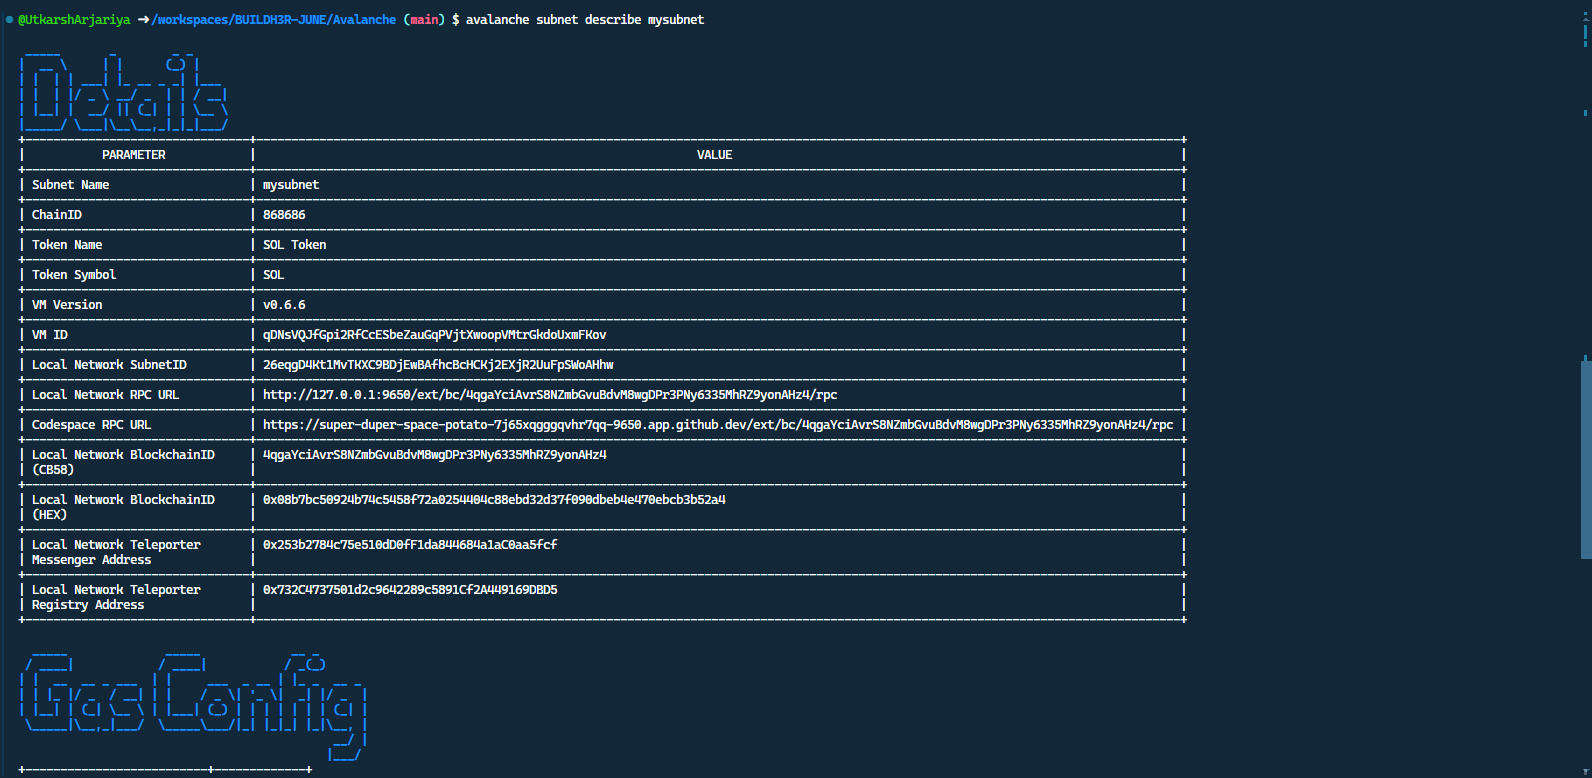 @UtkarshArjariya ➜ /workspaces/BUILDH3R-JUNE/Avalanche (main) $ avalanche subnet describe mysubnet
Details
PARAMETER VALUE
Subnet Name mysubnet
ChainID 868686
Token Name SOL Token
Token Symbol SOL
VM Version v0.6.6
VM ID qDNsVQJfGpi2RfCcESbeZauGqPVjtXwoopVMtrGkdoUxmFKov
Local Network SubnetID 26eqgD4Kt1MvTKXC9BDjEwBAfhcBcHCKj2EXjR2UuFpSWoAHhw
Local Network RPC URL http://127.0.0.1:9650/ext/bc/4qgaYciAvrS8NZmbGvuBdvM8wgDPr3PNy6335MhRZ9yonAHz4/rpc
Codespace RPC URL https://super-duper-space-potato-7j65xqgggqvhr7qq-9650.app.github.dev/ext/bc/4qgaYciAvrS8NZmbGvuBdvM8wgDPr3PNy6335MhRZ9yonAHz4/rpc
Local Network BlockchainID 4qgaYciAvrS8NZmbGvuBdvM8wgDPr3PNy6335MhRZ9yonAHz4
(CB58)
Local Network BlockchainID 0x08b7bc50924b74c5458f72a0254404c88ebd32d37f090dbeb4e470ebcb3b52a4
(HEX)
Local Network Teleporter 0x253b2784c75e510dD0fF1da844684a1aC0aa5fcf
Messenger Address
Local Network Teleporter 0x732C4737501d2c9642289c5891Cf2A449169DBD5
Registry Address
Gas Config